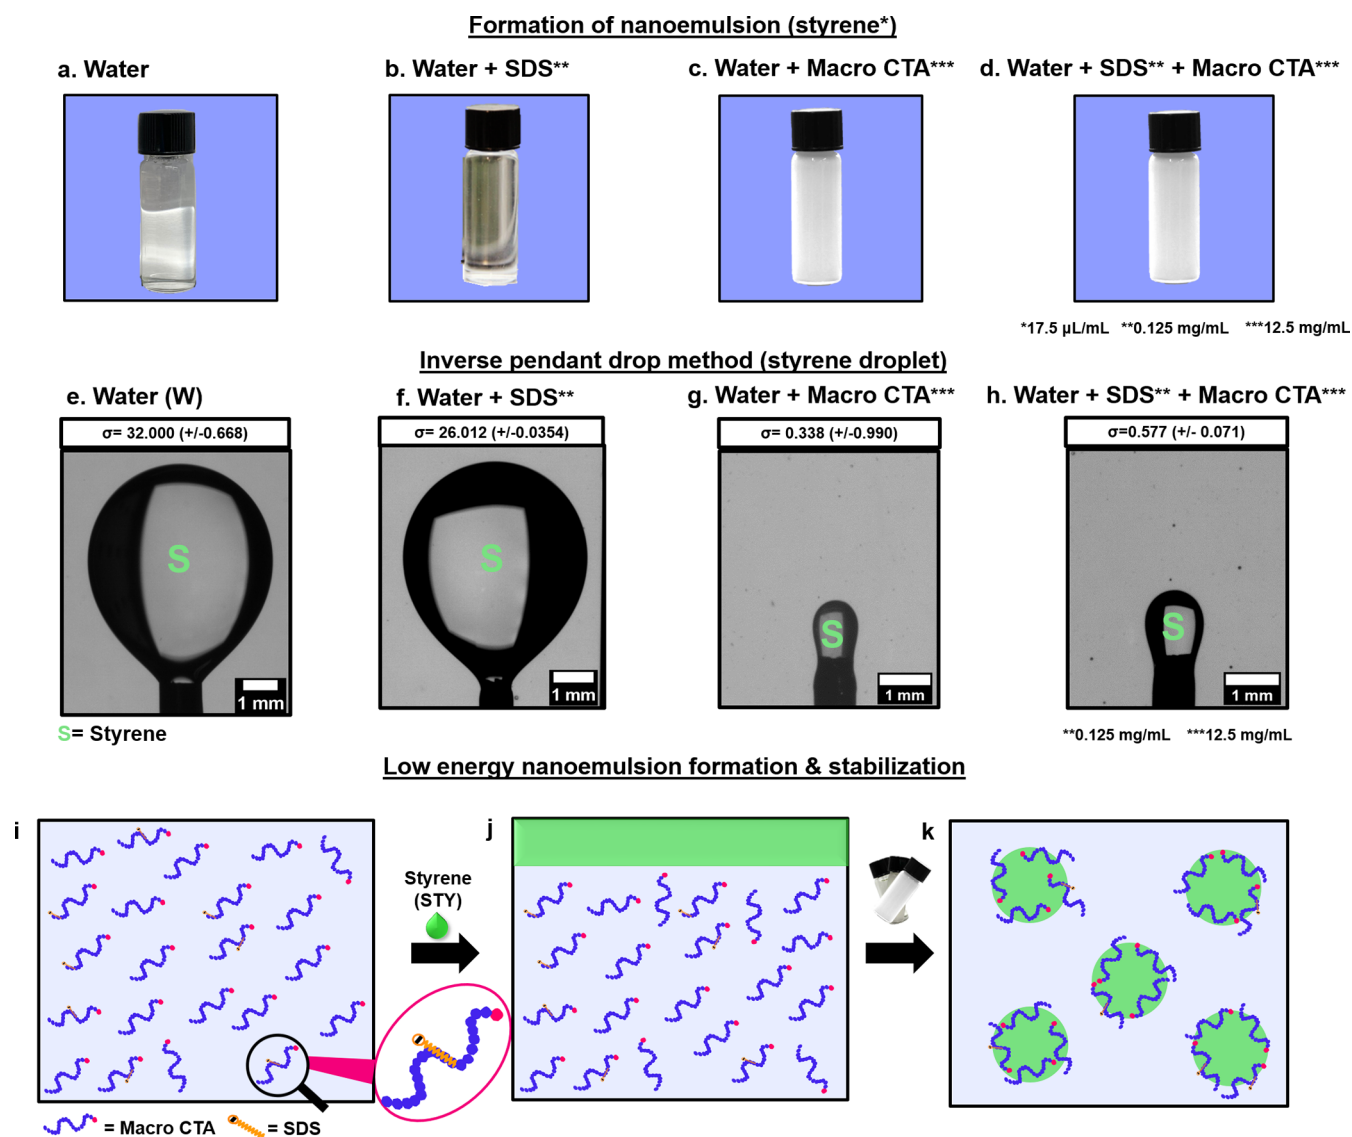 Formation of nanoemulsion (styrene*)
a. Water
b. Water + SDS**
c. Water + Macro CTA***
d. Water + SDS** + Macro CTA***
*17.5 µL/mL **0.125 mg/mL ***12.5 mg/mL
Inverse pendant drop method (styrene droplet)
e. Water (W)
f. Water + SDS**
g. Water + Macro CTA***
h. Water + SDS** + Macro CTA***
σ= 32.000 (+/-0.668)
σ= 26.012 (+/-0.0354)
σ= 0.338 (+/-0.990)
σ=0.577 (+/- 0.071)
S
S
S
S
1 mm
1 mm
1 mm
1 mm
S= Styrene
**0.125 mg/mL ***12.5 mg/mL
Low energy nanoemulsion formation & stabilization
i
j
k
Styrene
(STY)
= Macro CTA
= SDS